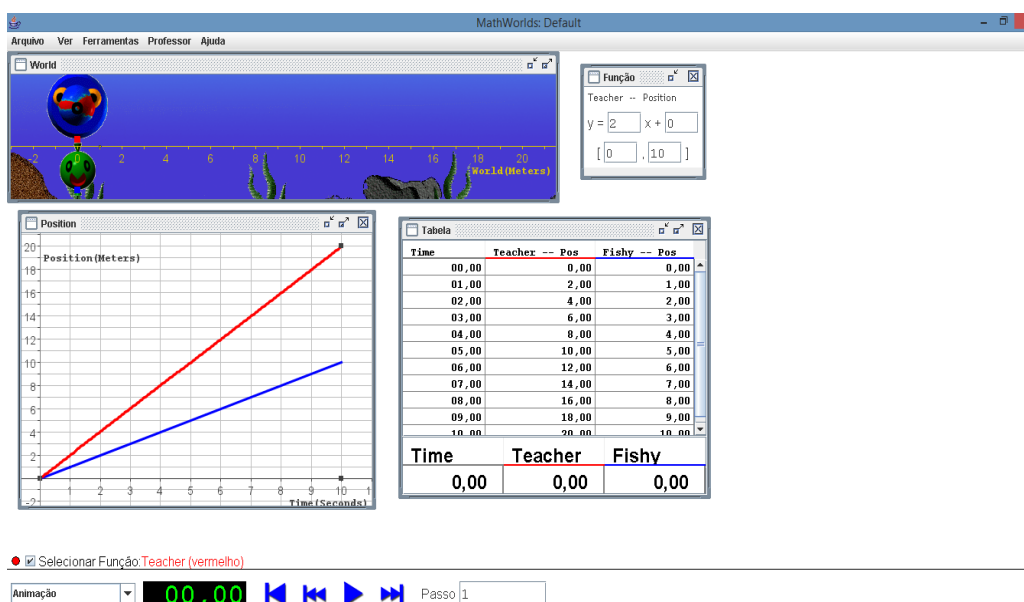 MathWorlds: Default
Arquivo Ver Ferramentas Professor Ajuda
World
-2 0 2 4 6 8 10 12 14 16 18 20
World(Meters)
Função
Teacher -- Position
y = 2 x + 0
[ 0 , 10 ]
Position
Position(Meters)
20
18
16
14
12
10
8
6
4
2
-2
1 2 3 4 5 6 7 8 9 10 1
Time(Seconds)
Tabela
Time Teacher -- Pos Fishy -- Pos
00,00 0,00 0,00
01,00 2,00 1,00
02,00 4,00 2,00
03,00 6,00 3,00
04,00 8,00 4,00
05,00 10,00 5,00
06,00 12,00 6,00
07,00 14,00 7,00
08,00 16,00 8,00
09,00 18,00 9,00
10,00 20,00 10,00
Time Teacher Fishy
0,00 0,00 0,00
Selecionar Função:Teacher (vermelho)
Animação 00,00 Passo 1